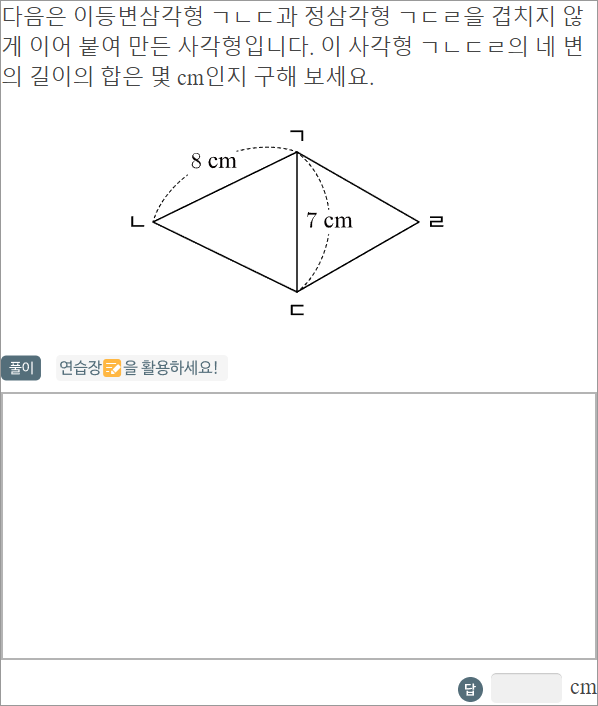 다음은 이등변삼각형 ㄱㄴㄷ과 정삼각형 ㄱㄷㄹ을 겹치지 않
게 이어 붙여 만든 사각형입니다. 이 사각형 ㄱㄴㄷㄹ의 네 변
의 길이의 합은 몇 cm인지 구해 보세요.
ㄱ
8 cm
ㄴ
7 cm
ㄹ
ㄷ
풀이 연습장을 활용하세요!
답 cm